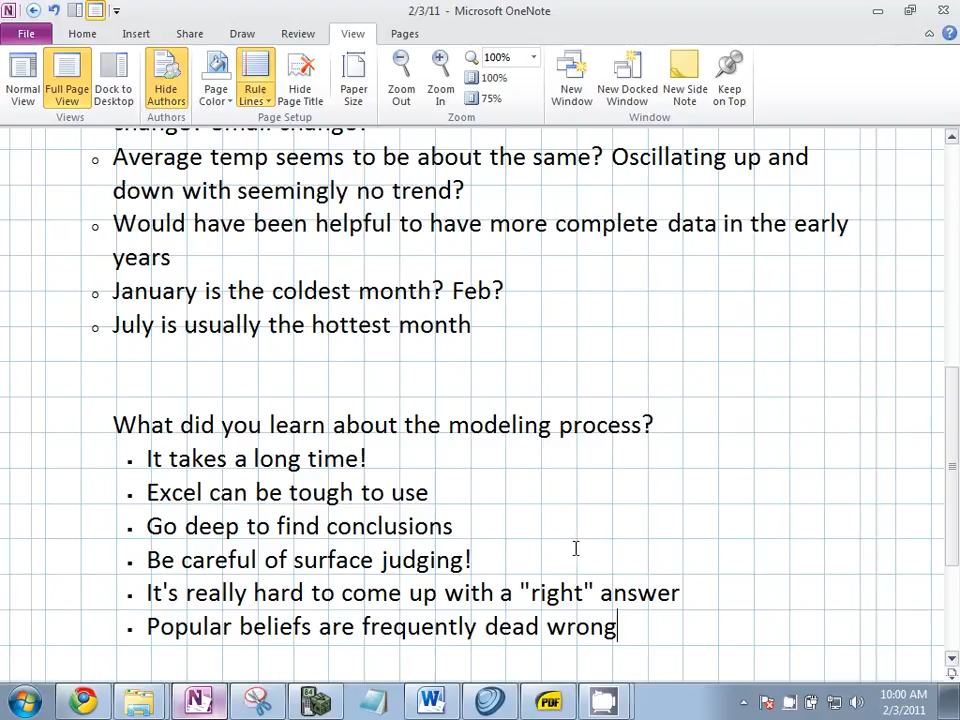 2/3/11 - Microsoft OneNote
File Home Insert Share Draw Review View Pages
Normal View
Full Page View
Dock to Desktop
Views
Hide Authors
Authors
Page Color
Rule Lines
Hide Page Title
Paper Size
Page Setup
Zoom Out
Zoom In
100%
100%
75%
Zoom
New Window
New Docked Window
New Side Note
Keep on Top
Window
change? Small change?
Average temp seems to be about the same? Oscillating up and
down with seemingly no trend?
Would have been helpful to have more complete data in the early
years
January is the coldest month? Feb?
July is usually the hottest month
What did you learn about the modeling process?
It takes a long time!
Excel can be tough to use
Go deep to find conclusions
Be careful of surface judging!
It's really hard to come up with a "right" answer
Popular beliefs are frequently dead wrong
84
PDF
10:00 AM
2/3/2011